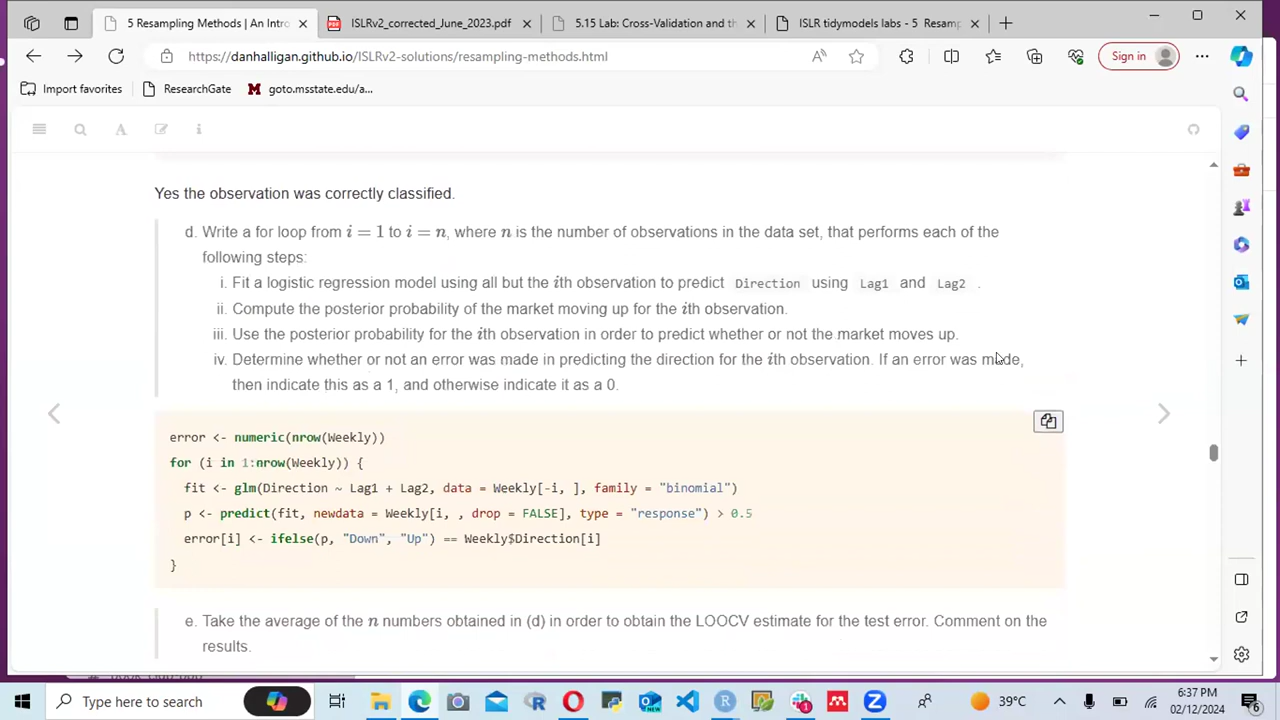 5 Resampling Methods | An Intro
ISLRv2_corrected_June_2023.pdf
5.15 Lab: Cross-Validation and th
ISLR tidymodels labs - 5 Resamp
https://danhalligan.github.io/ISLRv2-solutions/resampling-methods.html
Sign in
Import favorites
ResearchGate
goto.msstate.edu/a...
Yes the observation was correctly classified.
d. Write a for loop from i = 1 to i = n, where n is the number of observations in the data set, that performs each of the
following steps:
i. Fit a logistic regression model using all but the ith observation to predict Direction using Lag1 and Lag2 .
ii. Compute the posterior probability of the market moving up for the ith observation.
iii. Use the posterior probability for the ith observation in order to predict whether or not the market moves up.
iv. Determine whether or not an error was made in predicting the direction for the ith observation. If an error was made,
then indicate this as a 1, and otherwise indicate it as a 0.
error <- numeric(nrow(Weekly))
for (i in 1:nrow(Weekly)) {
fit <- glm(Direction ~ Lag1 + Lag2, data = Weekly[-i, ], family = "binomial")
p <- predict(fit, newdata = Weekly[i, , drop = FALSE], type = "response") > 0.5
error[i] <- ifelse(p, "Down", "Up") == Weekly$Direction[i]
}
e. Take the average of the n numbers obtained in (d) in order to obtain the LOOCV estimate for the test error. Comment on the
results.
Type here to search
39°C
6:37 PM
02/12/2024
6